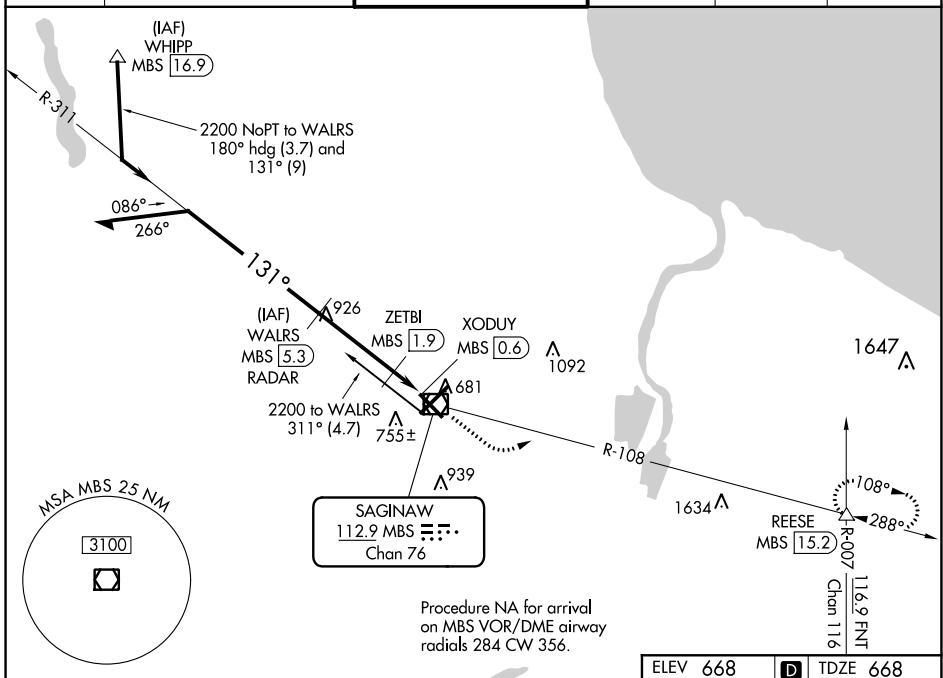 (IAF)
WHIPP
MBS 16.9
R-311
2200 NoPT to WALRS
180° hdg (3.7) and
131° (9)
086°
266°
131°
(IAF)
WALRS
MBS 5.3
RADAR
926
ZETBI
MBS 1.9
XODUY
MBS 0.6
1092
1647
681
2200 to WALRS
311° (4.7)
755±
R-108
939
1634
108°
288°
REESE
MBS 15.2
R-007
116.9 FNT
Chan 116
SAGINAW
112.9 MBS
Chan 76
MSA MBS 25 NM
3100
Procedure NA for arrival
on MBS VOR/DME airway
radials 284 CW 356.
ELEV 668
D
TDZE 668